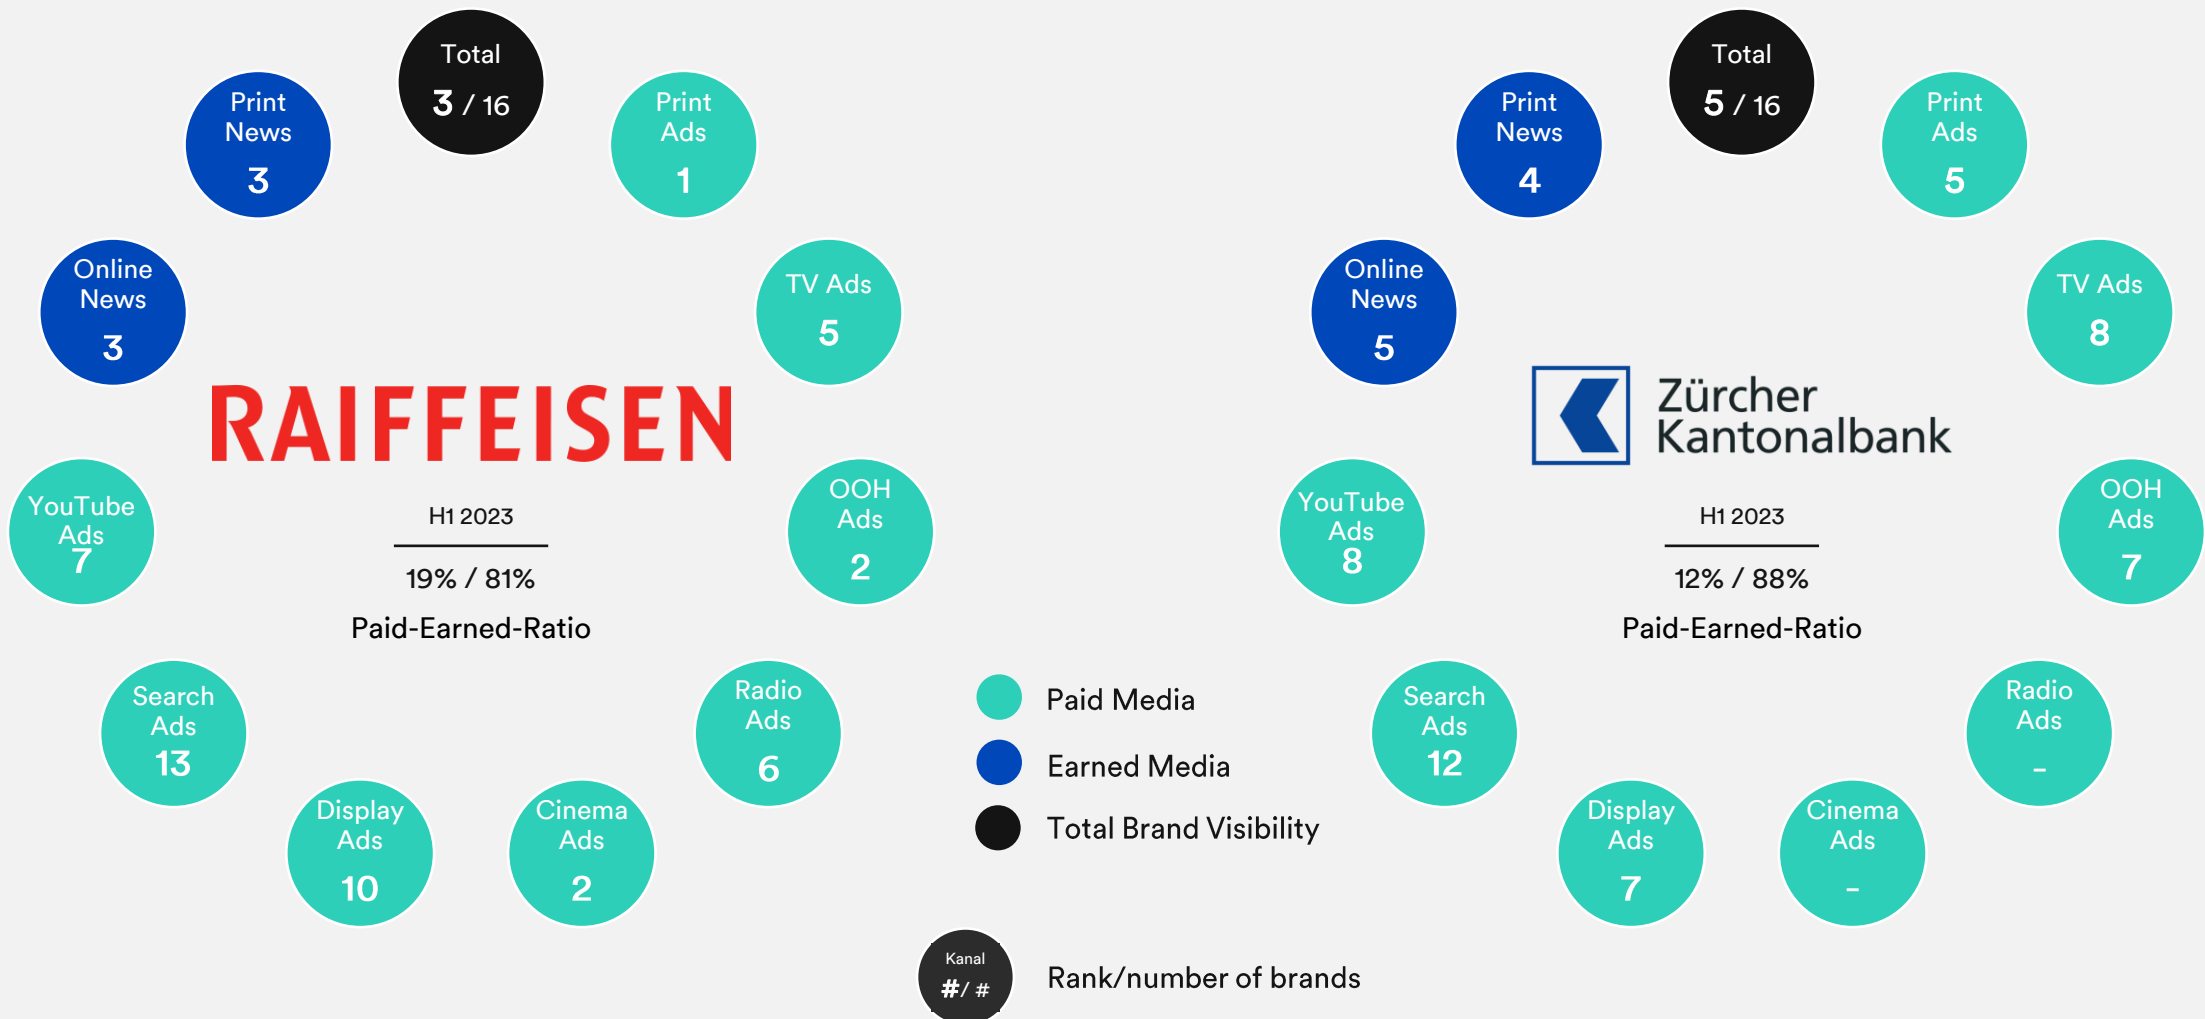 Total
3 / 16
Print
Ads
1
TV Ads
5
OOH
Ads
2
Radio
Ads
6
Cinema
Ads
2
Display
Ads
10
Search
Ads
13
YouTube
Ads
7
Online
News
3
Print
News
3
RAIFFEISEN
H1 2023
19% / 81%
Paid-Earned-Ratio
Total
5 / 16
Print
Ads
5
TV Ads
8
OOH
Ads
7
Radio
Ads
-
Cinema
Ads
-
Display
Ads
7
Search
Ads
12
YouTube
Ads
8
Online
News
5
Print
News
4
Zürcher
Kantonalbank
H1 2023
12% / 88%
Paid-Earned-Ratio
Paid Media
Earned Media
Total Brand Visibility
Kanal
#/ #
Rank/number of brands